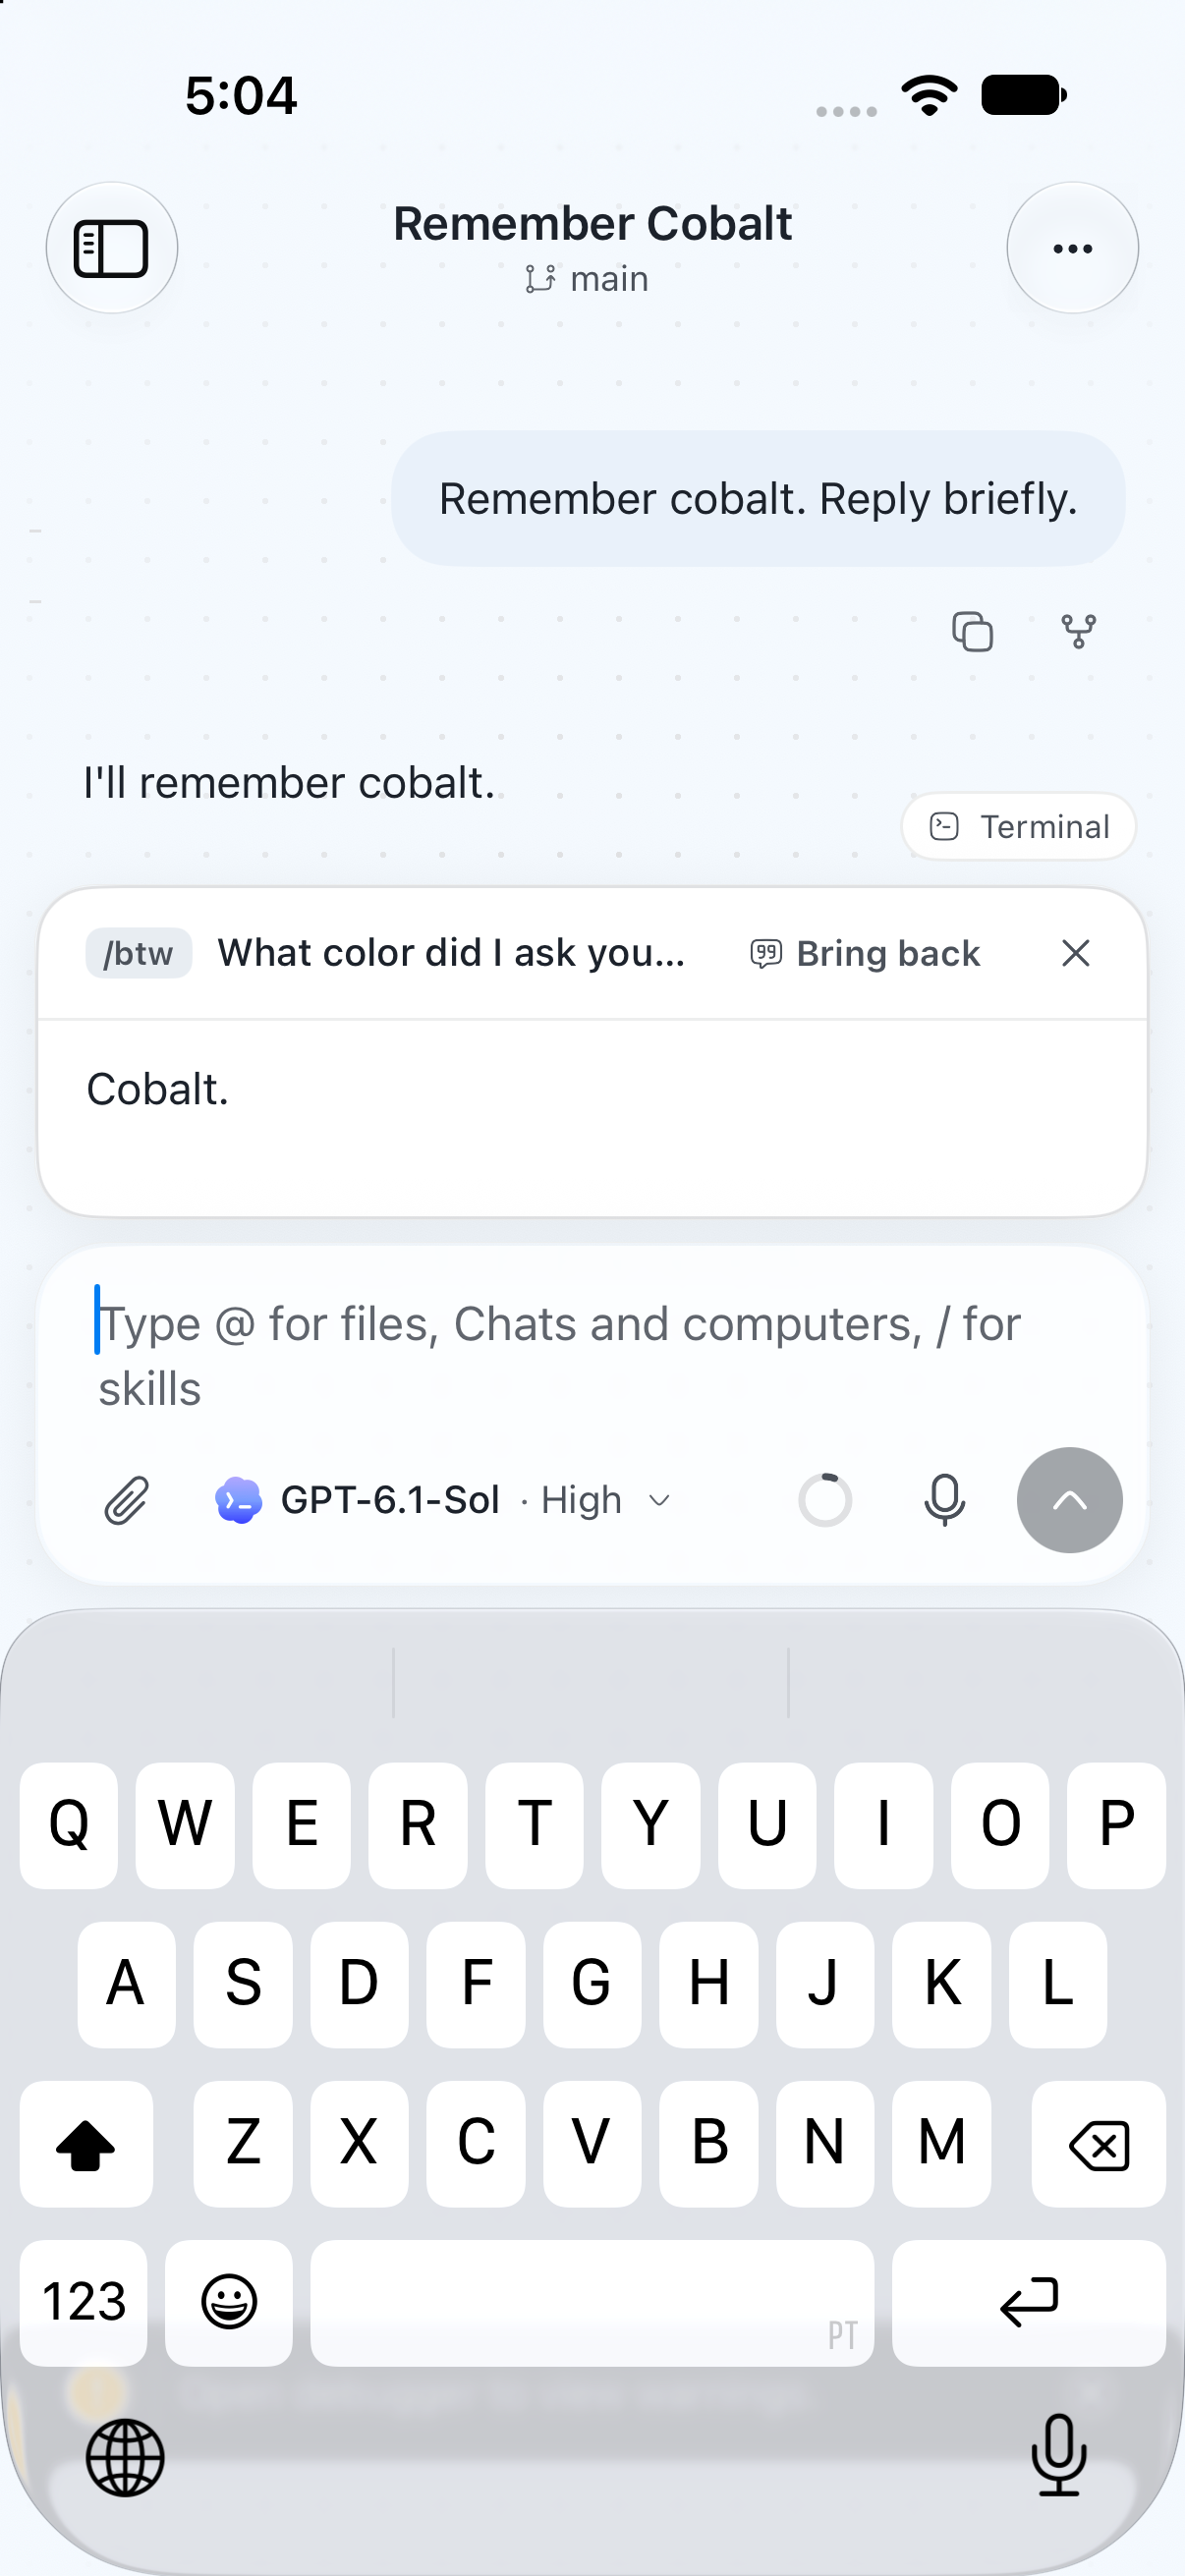 5:04
Remember Cobalt
main
Remember cobalt. Reply briefly.
I'll remember cobalt.
Terminal
/btw What color did I ask you... Bring back
Cobalt.
Type @ for files, Chats and computers, / for
skills
GPT-6.1-Sol · High
Q W E R T Y U I O P
A S D F G H J K L
Z X C V B N M
123
PT